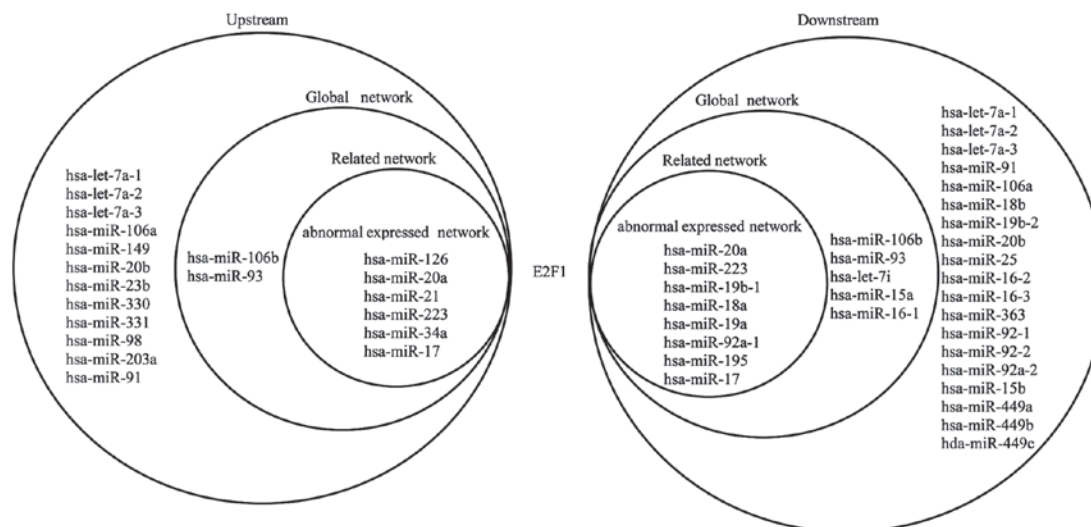 Upstream
Global network
Related network
abnormal expressed network
hsa-let-7a-1
hsa-let-7a-2
hsa-let-7a-3
hsa-miR-106a
hsa-miR-149
hsa-miR-20b
hsa-miR-23b
hsa-miR-330
hsa-miR-331
hsa-miR-98
hsa-miR-203a
hsa-miR-91
hsa-miR-106b
hsa-miR-93
hsa-miR-126
hsa-miR-20a
hsa-miR-21
hsa-miR-223
hsa-miR-34a
hsa-miR-17
E2F1
Downstream
Global network
Related network
abnormal expressed network
hsa-miR-20a
hsa-miR-223
hsa-miR-19b-1
hsa-miR-18a
hsa-miR-19a
hsa-miR-92a-1
hsa-miR-195
hsa-miR-17
hsa-miR-106b
hsa-miR-93
hsa-let-7i
hsa-miR-15a
hsa-miR-16-1
hsa-let-7a-1
hsa-let-7a-2
hsa-let-7a-3
hsa-miR-91
hsa-miR-106a
hsa-miR-18b
hsa-miR-19b-2
hsa-miR-20b
hsa-miR-25
hsa-miR-16-2
hsa-miR-16-3
hsa-miR-363
hsa-miR-92-1
hsa-miR-92-2
hsa-miR-92a-2
hsa-miR-15b
hsa-miR-449a
hsa-miR-449b
hda-miR-449c